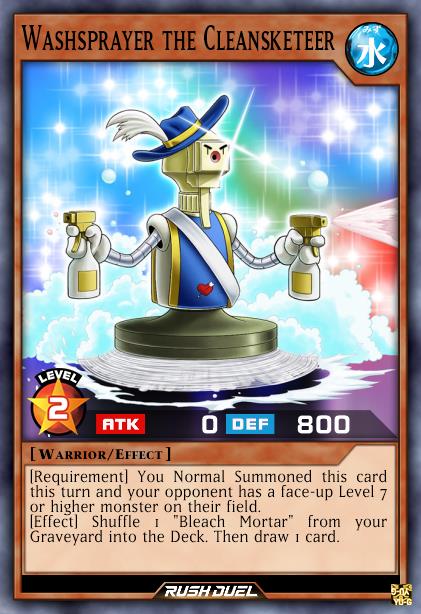 Washsprayer the Cleansketeer
みず
水
LEVEL
2
ATK 0 DEF 800
[Warrior/Effect]
[Requirement] You Normal Summoned this card
this turn and your opponent has a face-up Level 7
or higher monster on their field.
[Effect] Shuffle 1 "Bleach Mortar" from your
Graveyard into the Deck. Then draw 1 card.
RUSH DUEL